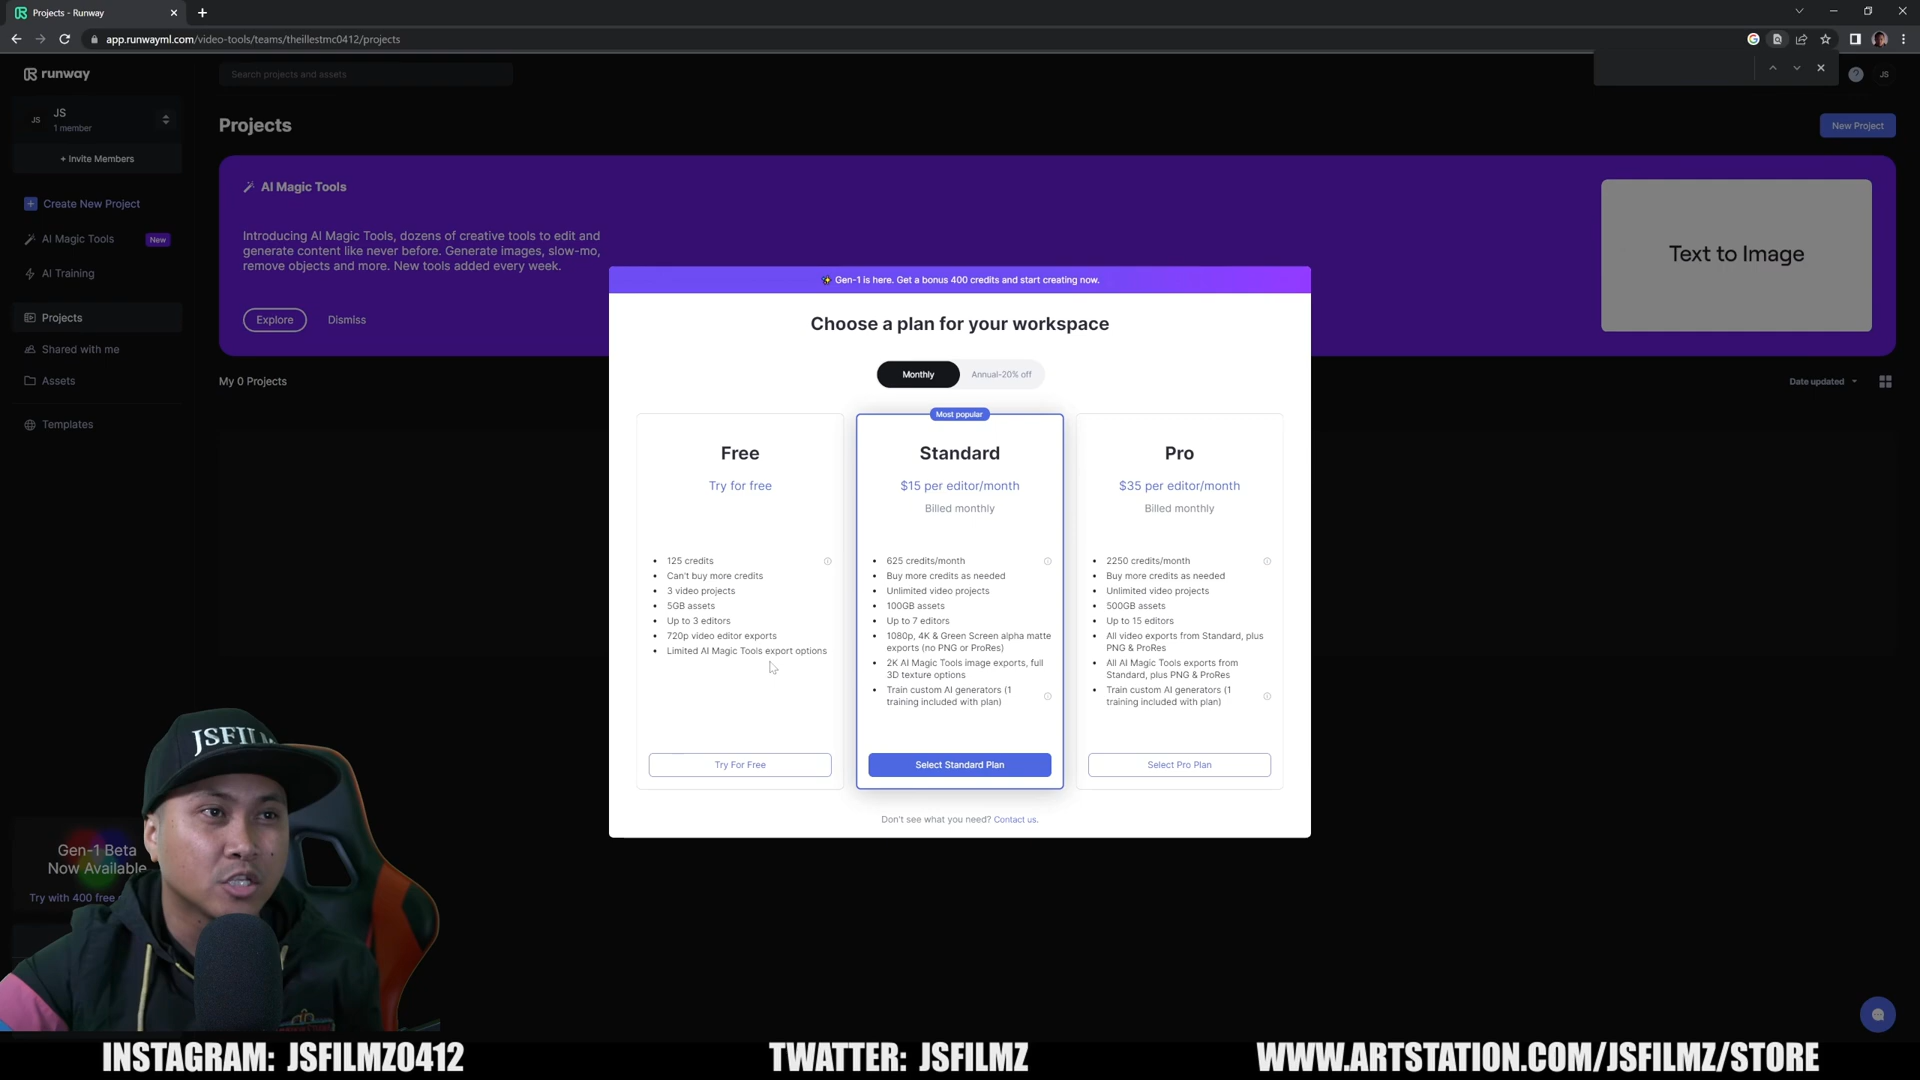 Projects - Runway
app.runwayml.com/video-tools/teams/theillestmc0412/projects
runway
Search projects and assets
JS
JS
JS
1 member
+ Invite Members
Create New Project
AI Magic Tools
New
AI Training
Projects
Shared with me
Assets
Templates
Gen-1 Beta
Now Available
Try with 400 free
Projects
New Project
AI Magic Tools
Introducing AI Magic Tools, dozens of creative tools to edit and
generate content like never before. Generate images, slow-mo,
remove objects and more. New tools added every week.
Explore
Dismiss
Text to Image
My 0 Projects
Date updated
Gen-1 is here. Get a bonus 400 credits and start creating now.
Choose a plan for your workspace
Monthly
Annual-20% off
Free
Try for free
125 credits
Can't buy more credits
3 video projects
5GB assets
Up to 3 editors
720p video editor exports
Limited AI Magic Tools export options
Try For Free
Most popular
Standard
$15 per editor/month
Billed monthly
625 credits/month
Buy more credits as needed
Unlimited video projects
100GB assets
Up to 7 editors
1080p, 4K & Green Screen alpha matte
exports (no PNG or ProRes)
2K AI Magic Tools image exports, full
3D texture options
Train custom AI generators (1
training included with plan)
Select Standard Plan
Pro
$35 per editor/month
Billed monthly
2250 credits/month
Buy more credits as needed
Unlimited video projects
500GB assets
Up to 15 editors
All video exports from Standard, plus
PNG & ProRes
All AI Magic Tools exports from
Standard, plus PNG & ProRes
Train custom AI generators (1
training included with plan)
Select Pro Plan
Don't see what you need? Contact us.
JSFILM
INSTAGRAM: JSFILMZ0412
TWATTER: JSFILMZ
WWW.ARTSTATION.COM/JSFILMZ/STORE